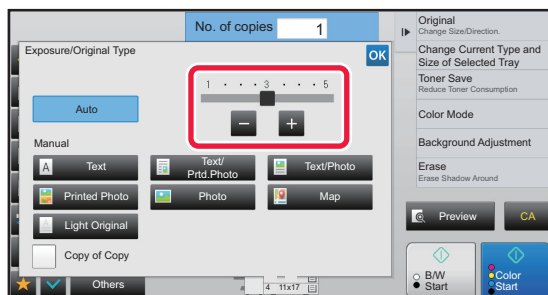 No. of copies 1
Exposure/Original Type
OK
1 · · · 3 · · · 5
− +
Auto
Manual
A Text
Text/
Prtd.Photo
Text/Photo
Printed Photo
Photo
Map
Light Original
Copy of Copy
Others
4 11x17
Original
Change Size/Direction.
Change Current Type and
Size of Selected Tray
Toner Save
Reduce Toner Consumption
Color Mode
Background Adjustment
Erase
Erase Shadow Around
Preview
CA
B/W
Start
Color
Start